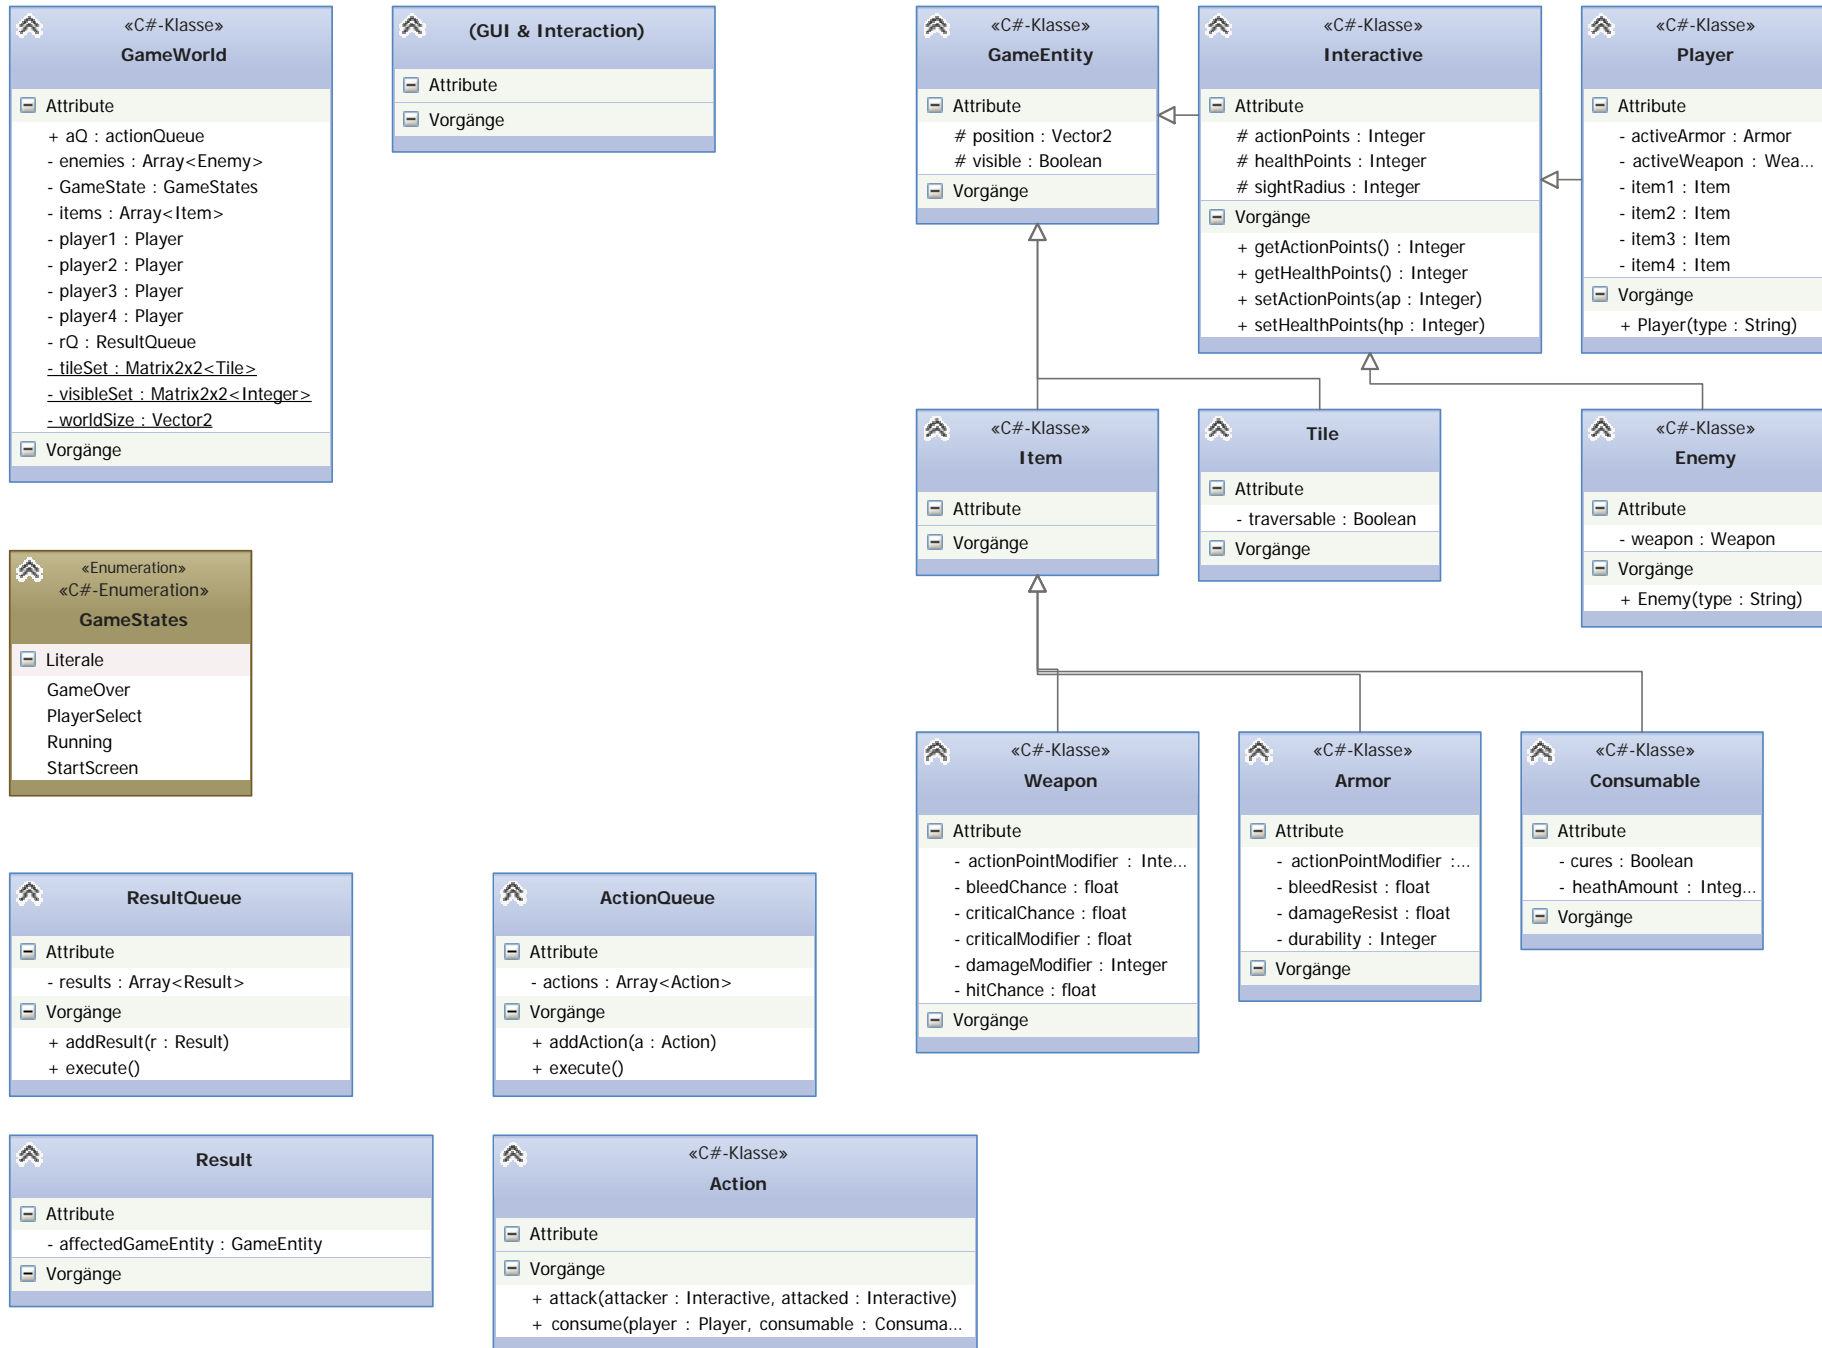 «C#-Klasse»
GameWorld
Attribute
+ aQ : actionQueue
- enemies : Array<Enemy>
- GameState : GameStates
- items : Array<Item>
- player1 : Player
- player2 : Player
- player3 : Player
- player4 : Player
- rQ : ResultQueue
- tileSet : Matrix2x2<Tile>
- visibleSet : Matrix2x2<Integer>
- worldSize : Vector2
Vorgänge
(GUI & Interaction)
Attribute
Vorgänge
«C#-Klasse»
GameEntity
Attribute
# position : Vector2
# visible : Boolean
Vorgänge
«C#-Klasse»
Interactive
Attribute
# actionPoints : Integer
# healthPoints : Integer
# sightRadius : Integer
Vorgänge
+ getActionPoints() : Integer
+ getHealthPoints() : Integer
+ setActionPoints(ap : Integer)
+ setHealthPoints(hp : Integer)
«C#-Klasse»
Player
Attribute
- activeArmor : Armor
- activeWeapon : Wea...
- item1 : Item
- item2 : Item
- item3 : Item
- item4 : Item
Vorgänge
+ Player(type : String)
«C#-Klasse»
Item
Attribute
Vorgänge
Tile
Attribute
- traversable : Boolean
Vorgänge
«C#-Klasse»
Enemy
Attribute
- weapon : Weapon
Vorgänge
+ Enemy(type : String)
«Enumeration»
«C#-Enumeration»
GameStates
Literale
GameOver
PlayerSelect
Running
StartScreen
«C#-Klasse»
Weapon
Attribute
- actionPointModifier : Inte...
- bleedChance : float
- criticalChance : float
- criticalModifier : float
- damageModifier : Integer
- hitChance : float
Vorgänge
«C#-Klasse»
Armor
Attribute
- actionPointModifier :...
- bleedResist : float
- damageResist : float
- durability : Integer
Vorgänge
«C#-Klasse»
Consumable
Attribute
- cures : Boolean
- heathAmount : Integ...
Vorgänge
ResultQueue
Attribute
- results : Array<Result>
Vorgänge
+ addResult(r : Result)
+ execute()
ActionQueue
Attribute
- actions : Array<Action>
Vorgänge
+ addAction(a : Action)
+ execute()
Result
Attribute
- affectedGameEntity : GameEntity
Vorgänge
«C#-Klasse»
Action
Attribute
Vorgänge
+ attack(attacker : Interactive, attacked : Interactive)
+ consume(player : Player, consumable : Consuma...